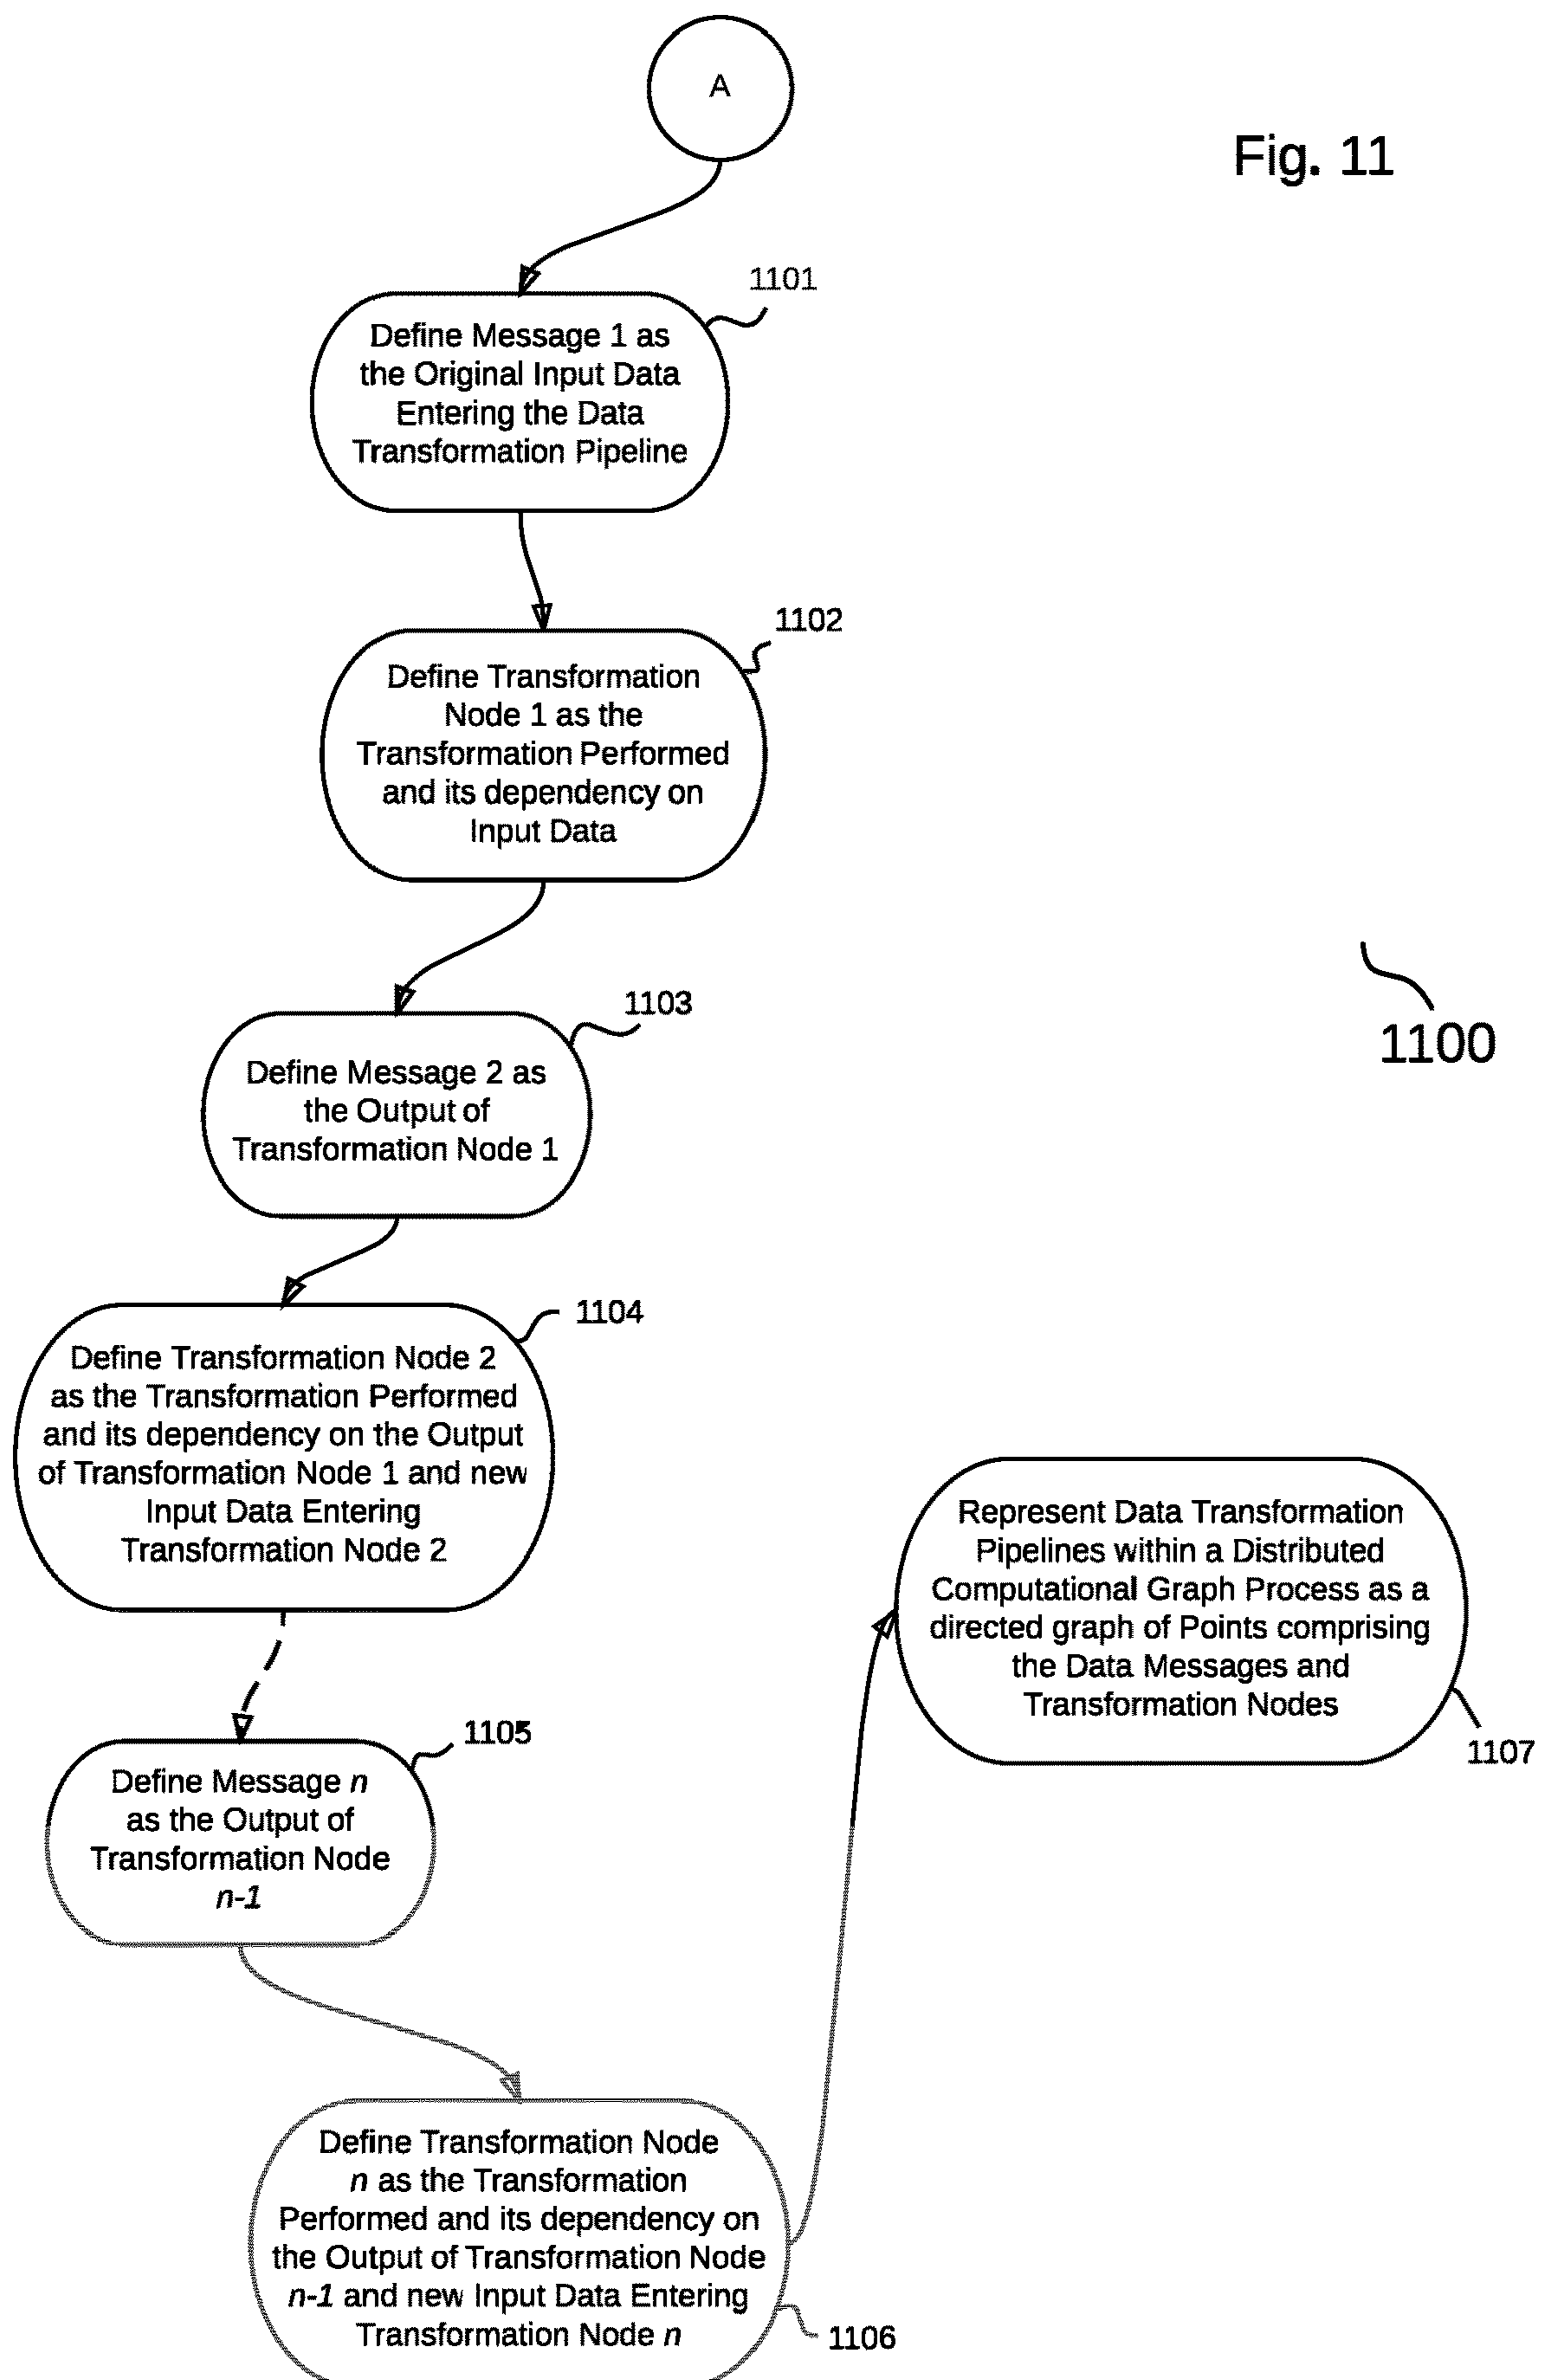 A
Fig. 11
1101
Define Message 1 as
the Original Input Data
Entering the Data
Transformation Pipeline
1102
Define Transformation
Node 1 as the
Transformation Performed
and its dependency on
Input Data
1103
Define Message 2 as
the Output of
Transformation Node 1
1100
1104
Define Transformation Node 2
as the Transformation Performed
and its dependency on the Output
of Transformation Node 1 and new
Input Data Entering
Transformation Node 2
1105
Define Message n
as the Output of
Transformation Node
n-1
Define Transformation Node
n as the Transformation
Performed and its dependency on
the Output of Transformation Node
n-1 and new Input Data Entering
Transformation Node n
1106
Represent Data Transformation
Pipelines within a Distributed
Computational Graph Process as a
directed graph of Points comprising
the Data Messages and
Transformation Nodes
1107